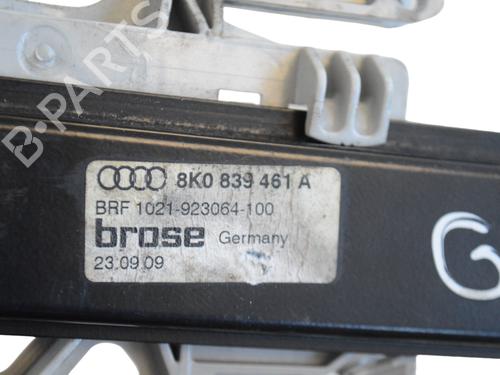 B-PARTS
8K0 839 461 A
BRF 1021-923064-100
brose Germany
23.09.09
G